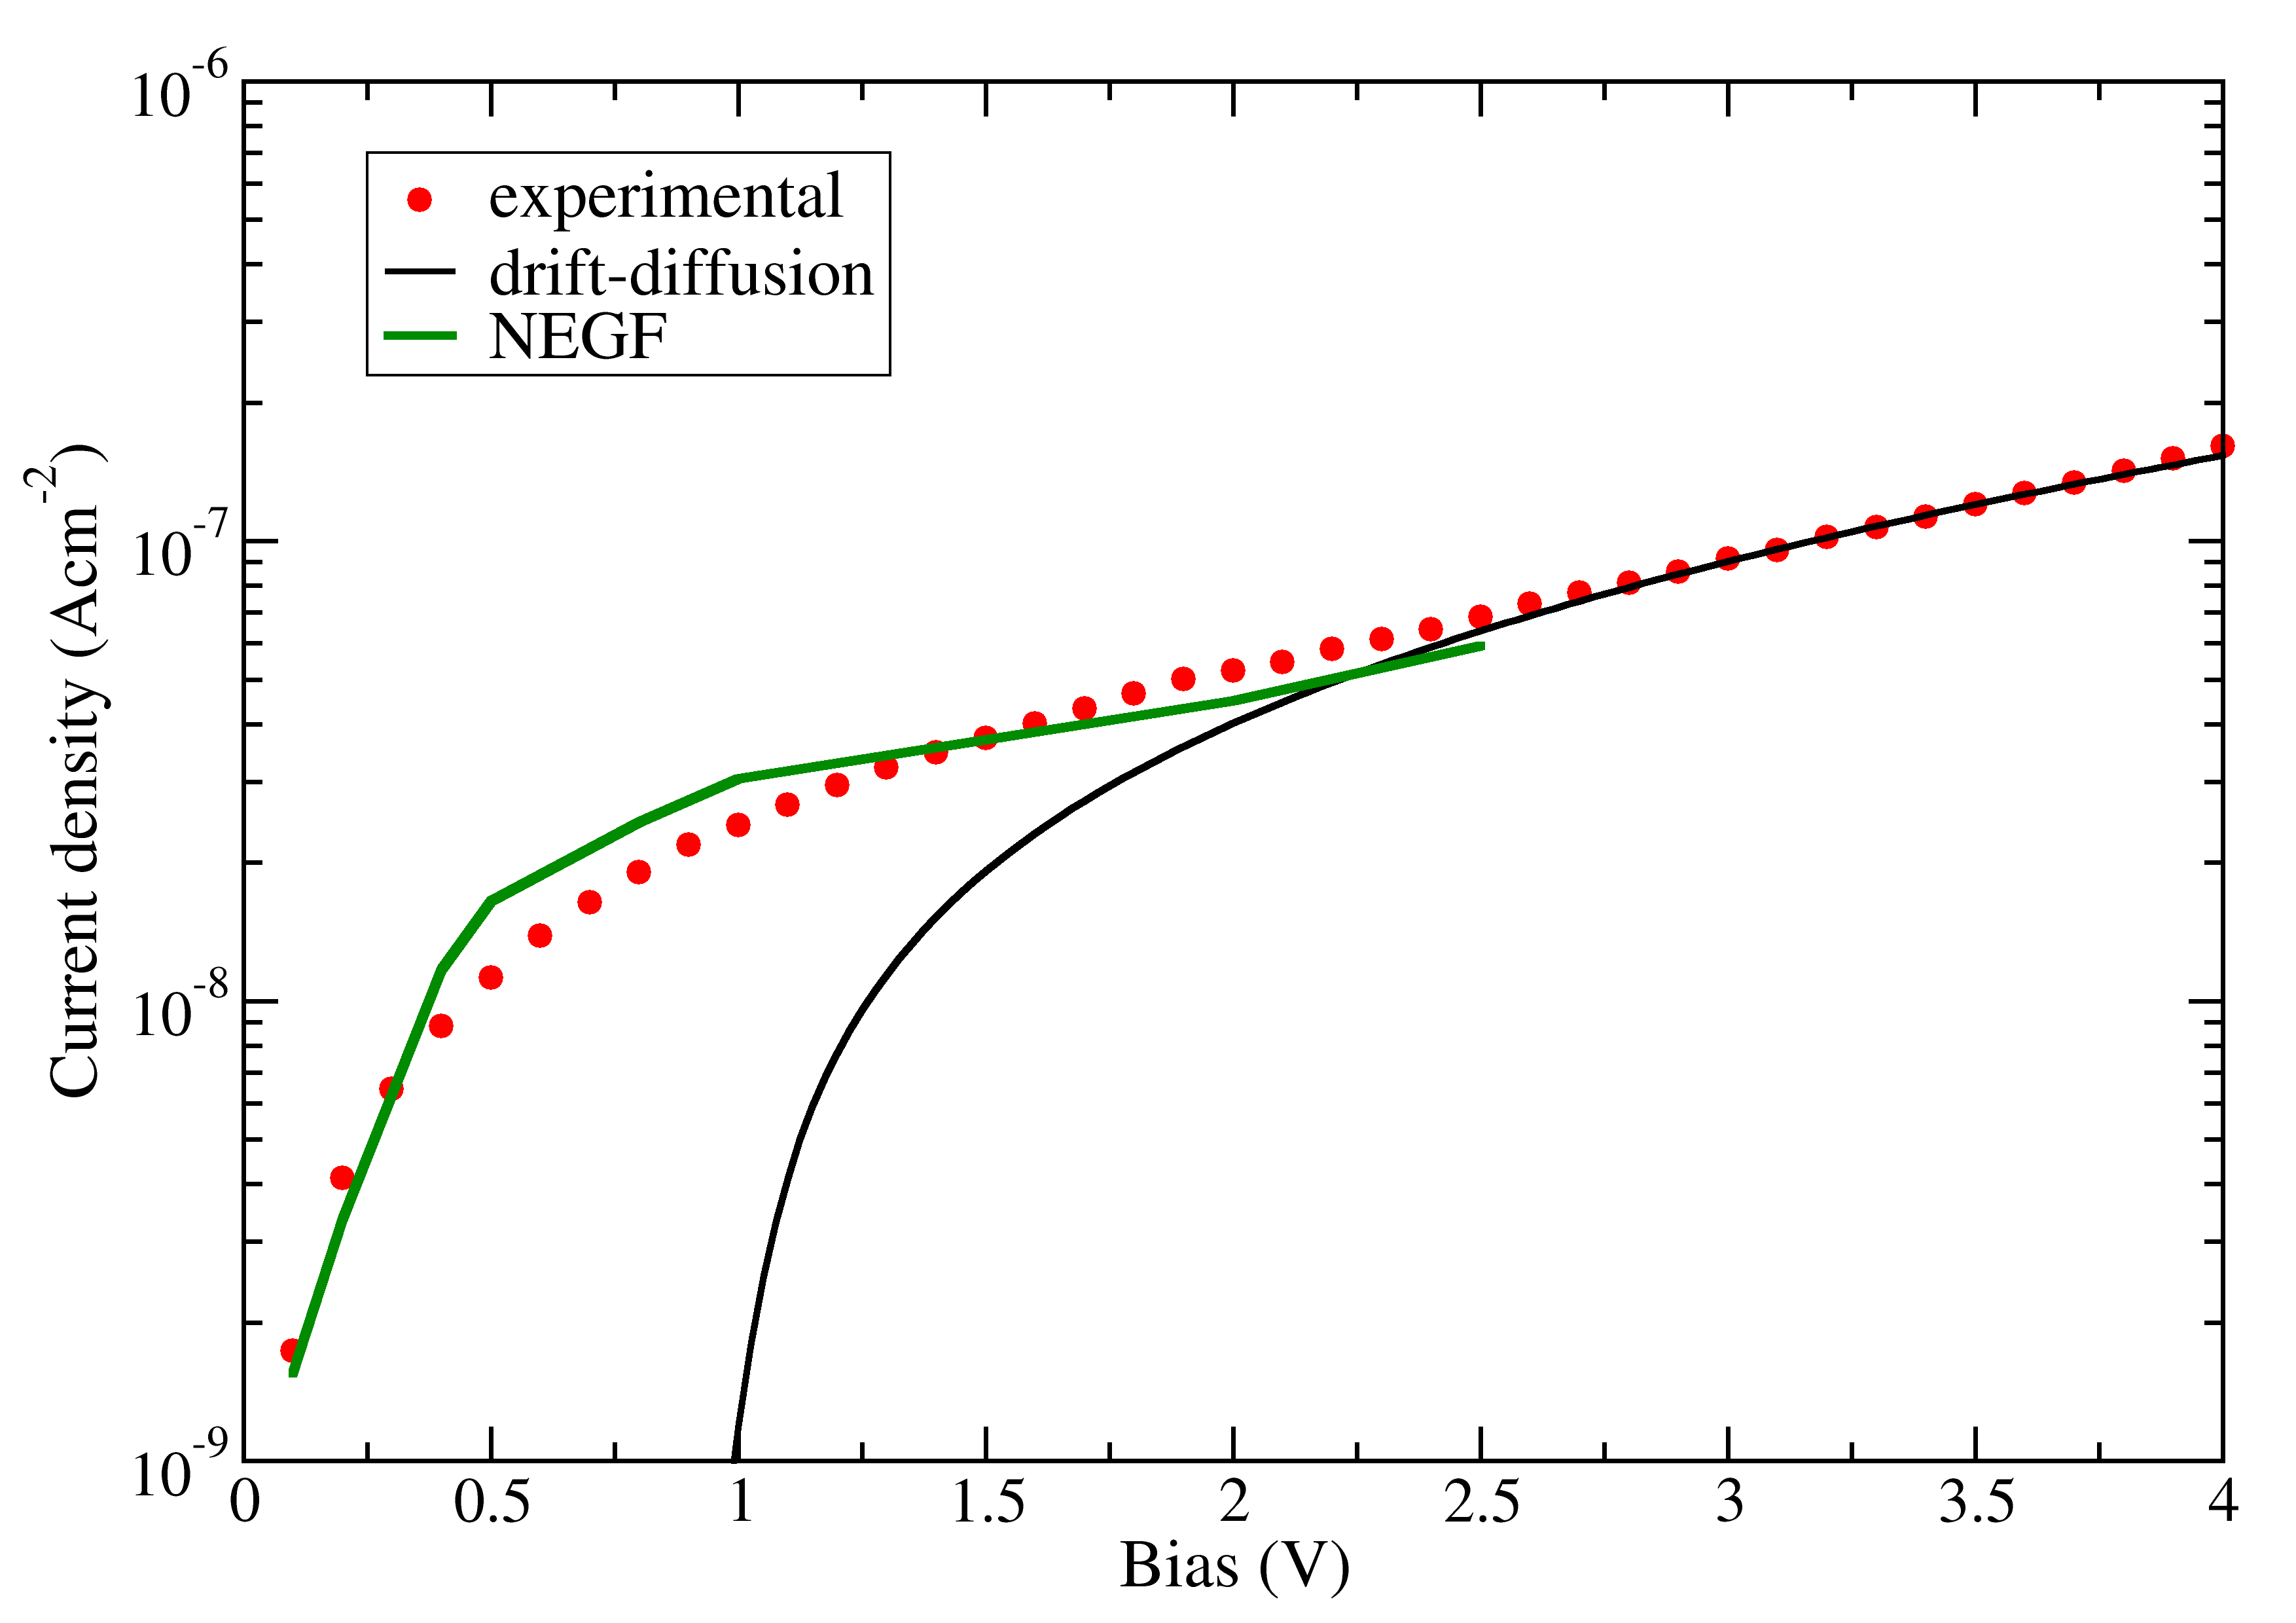 10^-6
experimental
drift-diffusion
NEGF
10^-7
10^-8
10^-9
Current density (Acm^-2)
0 0.5 1 1.5 2 2.5 3 3.5 4
Bias (V)